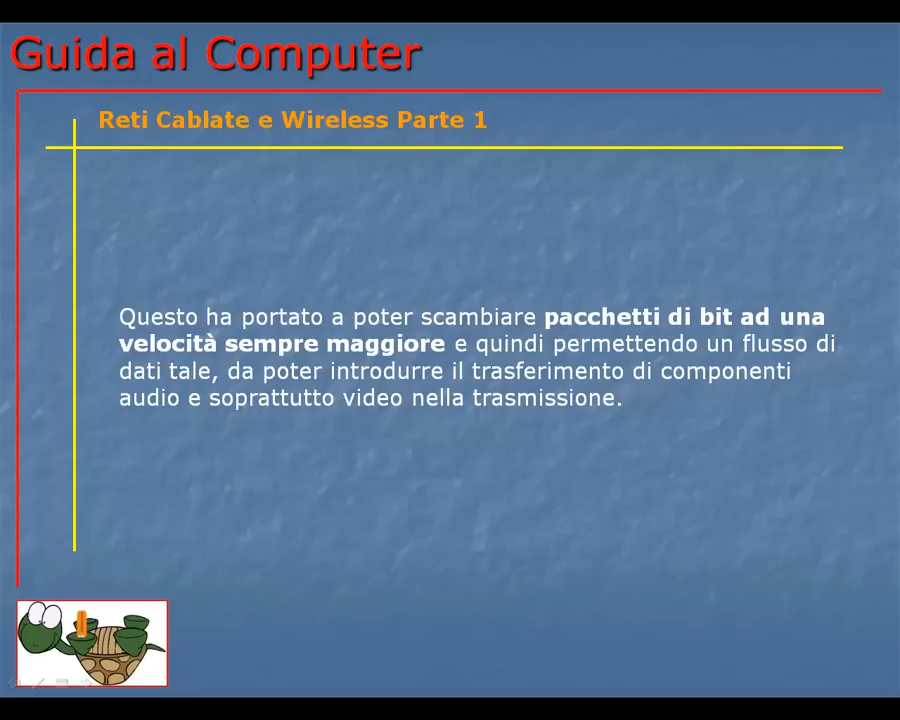 Guida al Computer
Reti Cablate e Wireless Parte 1
Questo ha portato a poter scambiare pacchetti di bit ad una
velocità sempre maggiore e quindi permettendo un flusso di
dati tale, da poter introdurre il trasferimento di componenti
audio e soprattutto video nella trasmissione.